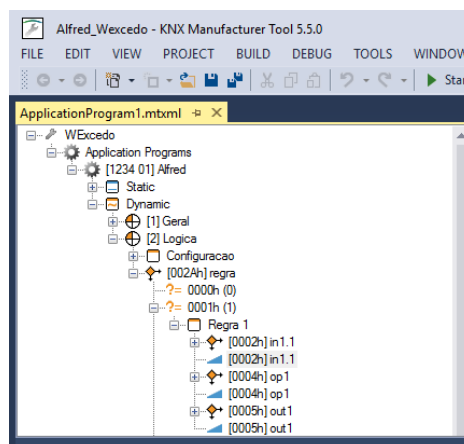 Alfred_Wexcedo - KNX Manufacturer Tool 5.5.0
FILE EDIT VIEW PROJECT BUILD DEBUG TOOLS WINDOW
Star
ApplicationProgram1.mtxml
WExcedo
Application Programs
[1234 01] Alfred
Static
Dynamic
[1] Geral
[2] Logica
Configuracao
[002Ah] regra
?= 0000h (0)
?= 0001h (1)
Regra 1
[0002h] in1.1
[0002h] in1.1
[0004h] op1
[0004h] op1
[0005h] out1
[0005h] out1